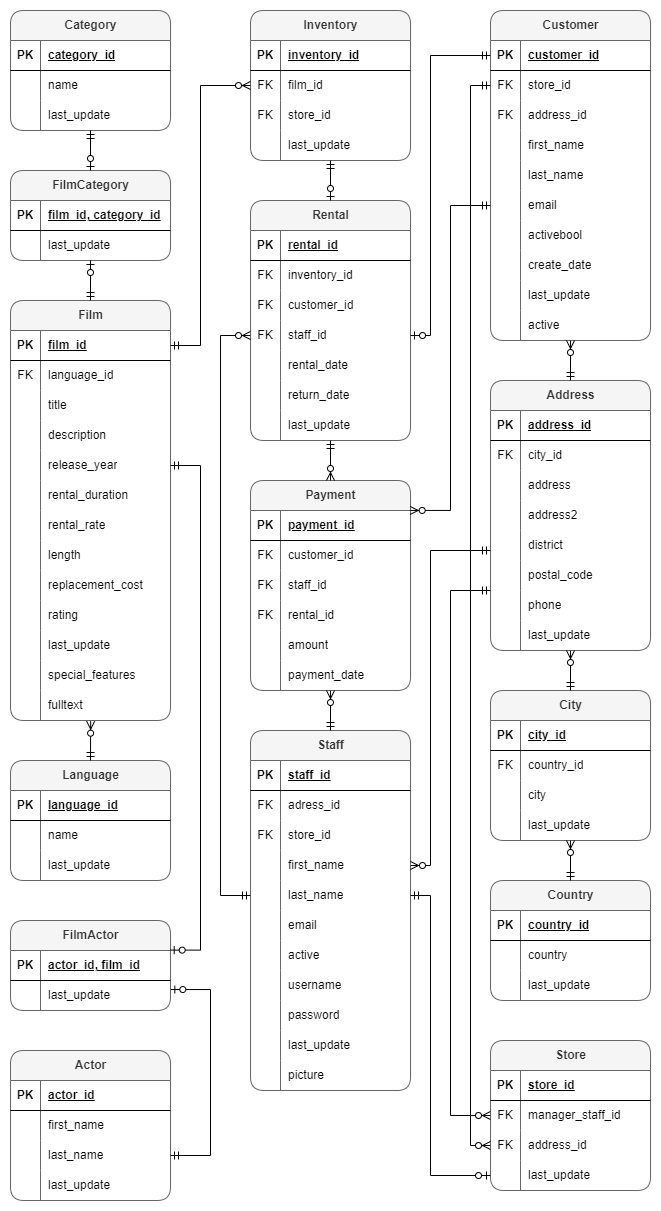 Category
PK category_id
name
last_update
FilmCategory
PK film_id, category_id
last_update
Film
PK film_id
FK language_id
title
description
release_year
rental_duration
rental_rate
length
replacement_cost
rating
last_update
special_features
fulltext
Language
PK language_id
name
last_update
FilmActor
PK actor_id, film_id
last_update
Actor
PK actor_id
first_name
last_name
last_update
Inventory
PK inventory_id
FK film_id
FK store_id
last_update
Rental
PK rental_id
FK inventory_id
FK customer_id
FK staff_id
rental_date
return_date
last_update
Payment
PK payment_id
FK customer_id
FK staff_id
FK rental_id
amount
payment_date
Staff
PK staff_id
FK adress_id
FK store_id
first_name
last_name
email
active
username
password
last_update
picture
Customer
PK customer_id
FK store_id
FK address_id
first_name
last_name
email
activebool
create_date
last_update
active
Address
PK address_id
FK city_id
address
address2
district
postal_code
phone
last_update
City
PK city_id
FK country_id
city
last_update
Country
PK country_id
country
last_update
Store
PK store_id
FK manager_staff_id
FK address_id
last_update